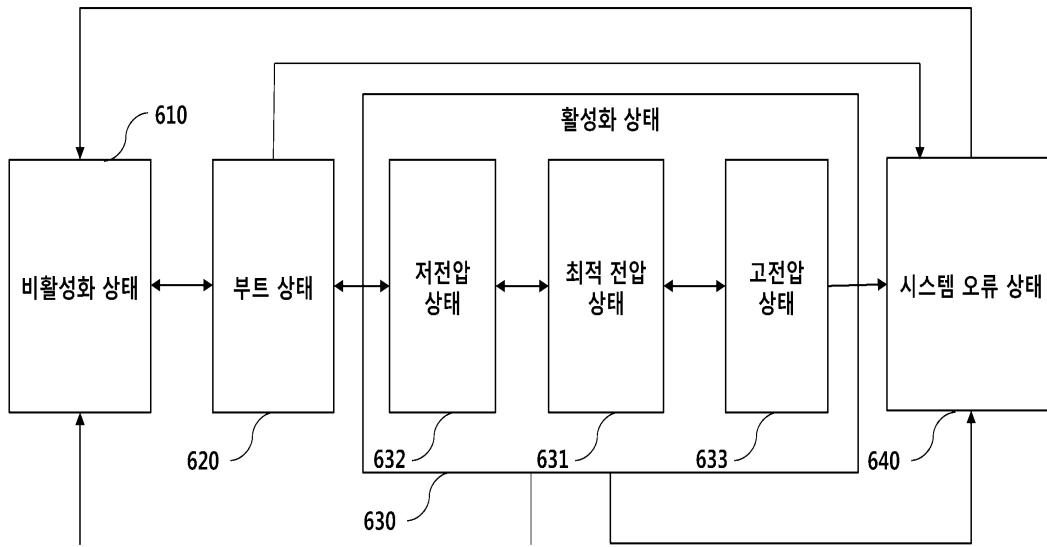 610
활성화 상태
비활성화 상태
부트 상태
저전압
상태
최적 전압
상태
고전압
상태
시스템 오류 상태
620
632
631
633
640
630